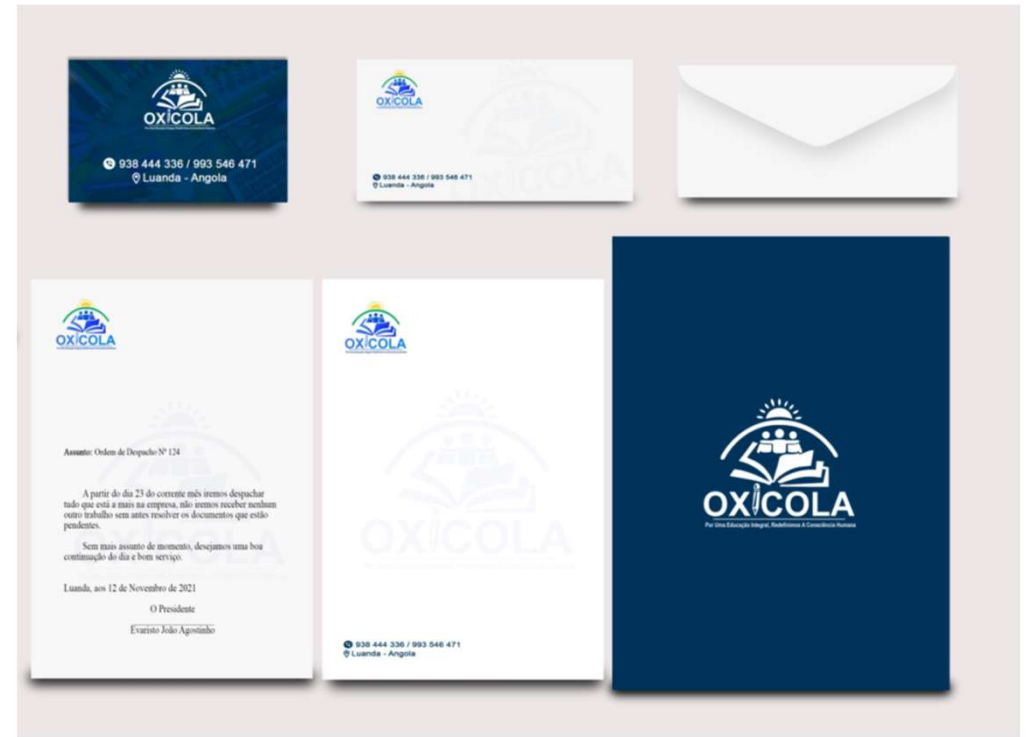 OXICOLA
938 444 336 / 993 546 471
Luanda - Angola
OXICOLA
OXICOLA
938 444 336 / 993 546 471
Luanda - Angola
OXICOLA
Assunto: Ordem de Despacho Nº 124
A partir do dia 23 do corrente mês iremos despachar
tudo que está a mais na empresa, não iremos receber nenhum
outro trabalho sem antes resolver os documentos que estão
pendentes.
Sem mais assunto de momento, desejamos uma boa
continuação do dia e bom serviço.
Luanda, aos 12 de Novembro de 2021
O Presidente
Evaristo João Agostinho
OXICOLA
OXICOLA
OXICOLA
938 444 336 / 993 546 471
Luanda - Angola
OXICOLA
Por Uma Educação Integral, Redefinimos A Consciência Humana